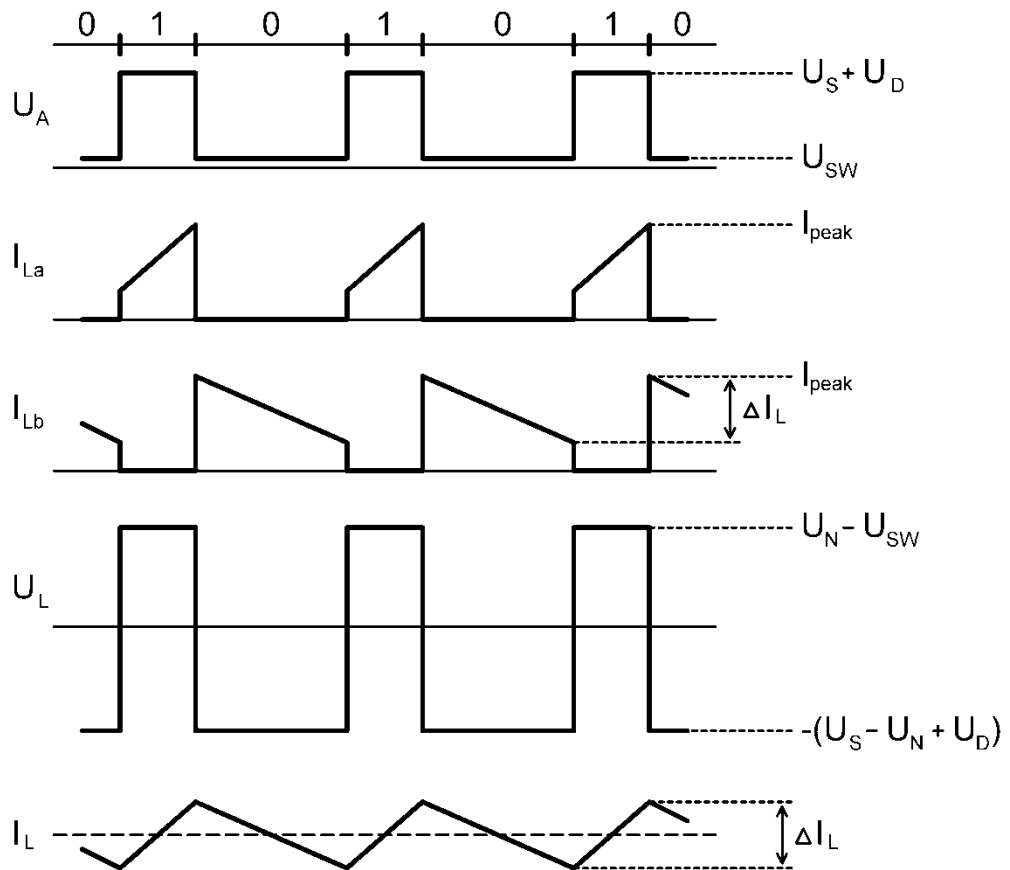 0 1 0 1 0 1 0
U_A
U_S + U_D
U_SW
I_La
I_peak
I_Lb
I_peak
Δ I_L
U_L
U_N – U_SW
-(U_S – U_N + U_D)
I_L
Δ I_L